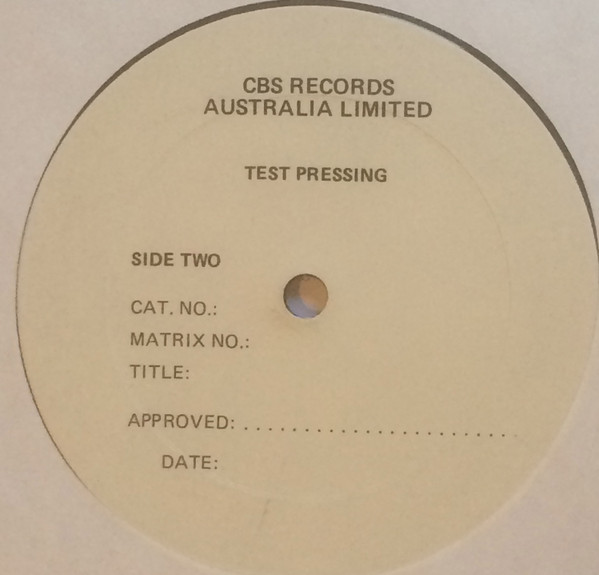 CBS RECORDS
AUSTRALIA LIMITED
TEST PRESSING
SIDE TWO
CAT. NO.:
MATRIX NO.:
TITLE:
APPROVED: .......................
DATE: